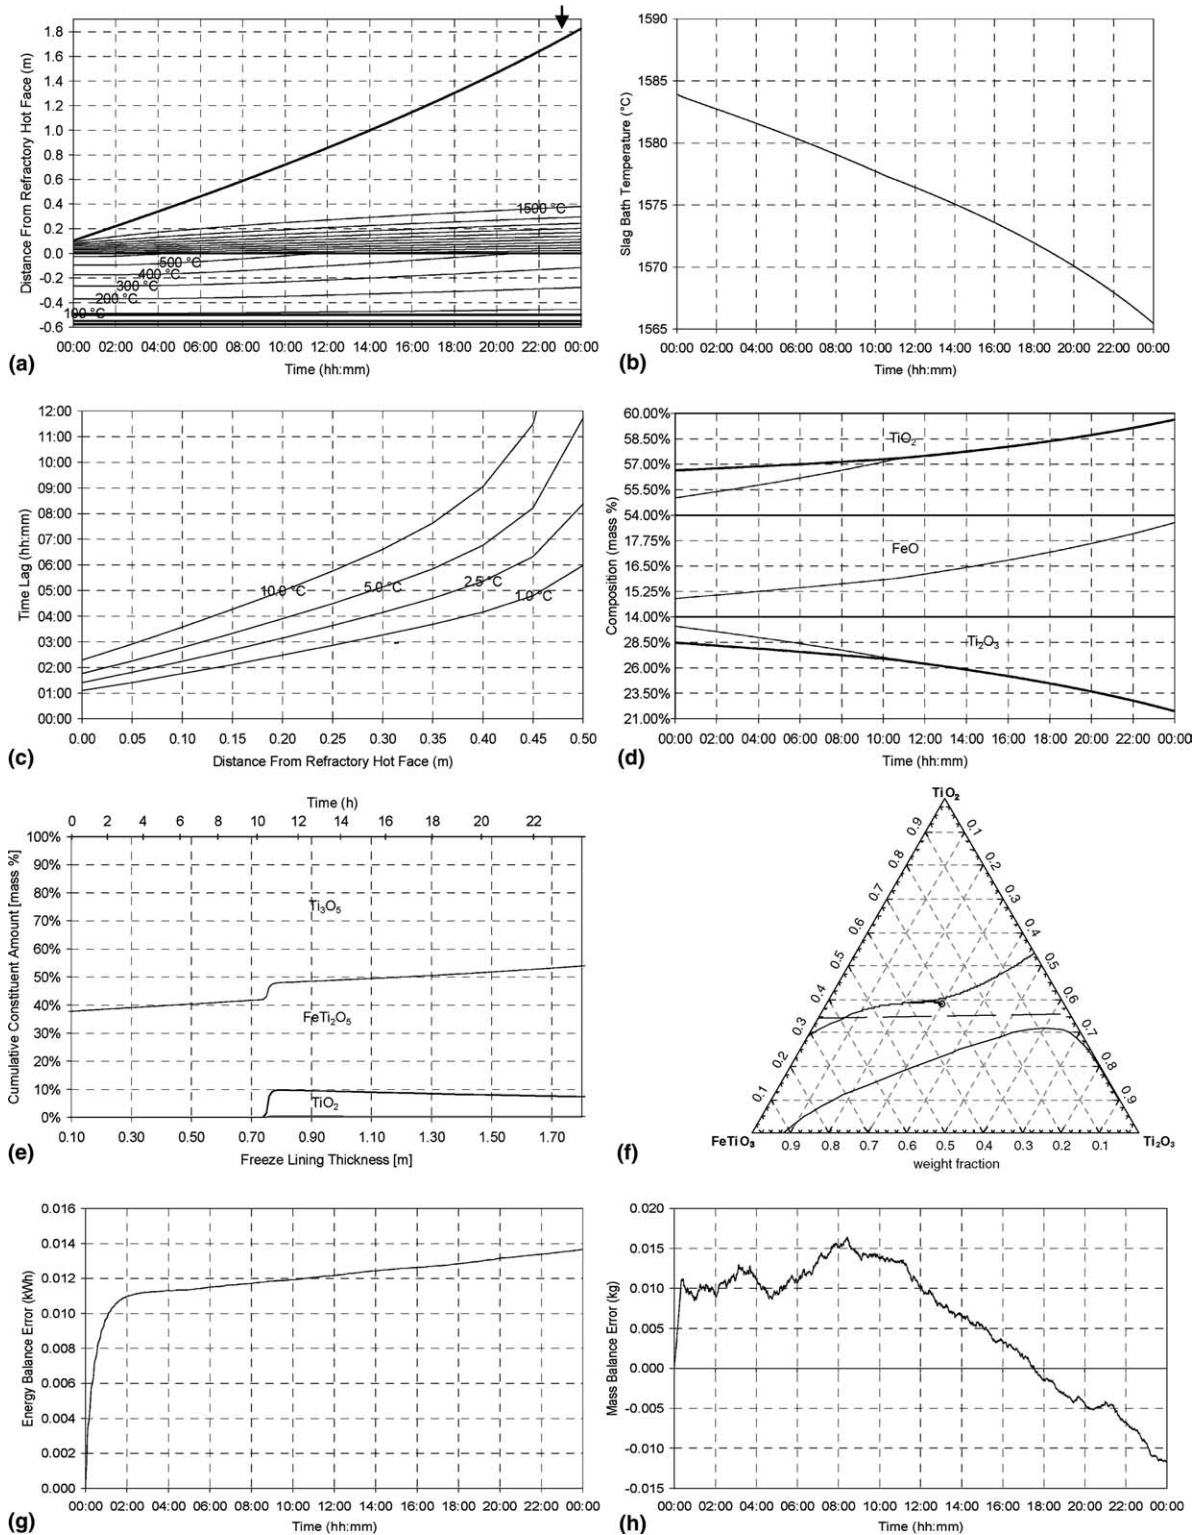 1.8
1.6
1.4
1.2
1.0
0.8
0.6
0.4
0.2
0.0
-0.2
-0.4
-0.6
Distance From Refractory Hot Face (m)
1500 °C
500 °C
400 °C
300 °C
200 °C
100 °C
00:00 02:00 04:00 06:00 08:00 10:00 12:00 14:00 16:00 18:00 20:00 22:00 00:00
Time (hh:mm)
(a)
1590
1585
1580
1575
1570
1565
Slag Bath Temperature (°C)
00:00 02:00 04:00 06:00 08:00 10:00 12:00 14:00 16:00 18:00 20:00 22:00 00:00
Time (hh:mm)
(b)
12:00
11:00
09:00
08:00
07:00
06:00
05:00
04:00
03:00
02:00
01:00
00:00
Time Lag (hh:mm)
10.0 °C
5.0 °C
2.5 °C
1.0 °C
0.00 0.05 0.10 0.15 0.20 0.25 0.30 0.35 0.40 0.45 0.50
Distance From Refractory Hot Face (m)
(c)
60.00%
58.50%
57.00%
55.50%
54.00%
17.75%
16.50%
15.25%
14.00%
28.50%
26.00%
23.50%
21.00%
Composition (mass %)
TiO2
FeO
Ti2O3
00:00 02:00 04:00 06:00 08:00 10:00 12:00 14:00 16:00 18:00 20:00 22:00 00:00
Time (hh:mm)
(d)
Time (h)
0 2 4 6 8 10 11 13 14 16 18 20 22
100%
90%
80%
70%
60%
50%
40%
30%
20%
10%
0%
Cumulative Constituent Amount [mass %]
Ti3O5
FeTi2O5
TiO2
0.10 0.30 0.50 0.70 0.90 1.10 1.30 1.50 1.70
Freeze Lining Thickness [m]
(e)
TiO2
0.9
0.8
0.7
0.6
0.5
0.4
0.3
0.2
0.1
0.1
0.2
0.3
0.4
0.5
0.6
0.7
0.8
0.9
FeTiO3 0.9 0.8 0.7 0.6 0.5 0.4 0.3 0.2 0.1 Ti2O3
weight fraction
(f)
0.016
0.014
0.012
0.010
0.008
0.006
0.004
0.002
0.000
Energy Balance Error (kWh)
00:00 02:00 04:00 06:00 08:00 10:00 12:00 14:00 16:00 18:00 20:00 22:00 00:00
Time (hh:mm)
(g)
0.020
0.015
0.010
0.005
0.000
-0.005
-0.010
-0.015
Mass Balance Error (kg)
00:00 02:00 04:00 06:00 08:00 10:00 12:00 14:00 16:00 18:00 20:00 22:00 00:00
Time (hh:mm)
(h)